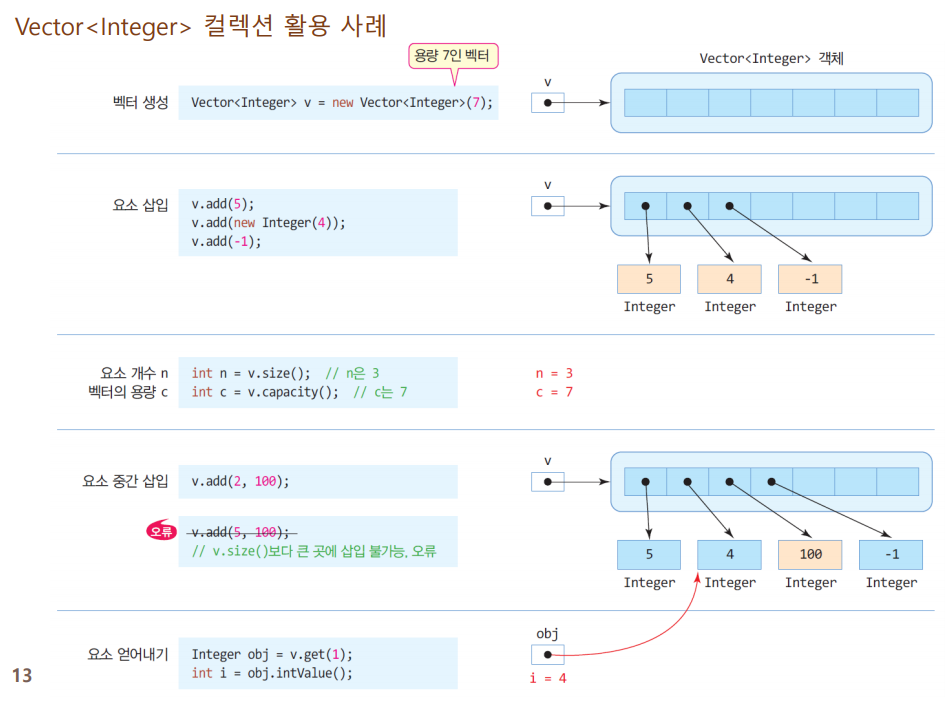 Vector<Integer> 컬렉션 활용 사례
용량 7인 벡터
Vector<Integer> 객체
벡터 생성
Vector<Integer> v = new Vector<Integer>(7);
v
요소 삽입
v.add(5);
v.add(new Integer(4));
v.add(-1);
v
5 4 -1
Integer Integer Integer
요소 개수 n
벡터의 용량 c
int n = v.size(); // n은 3
int c = v.capacity(); // c는 7
n = 3
c = 7
요소 중간 삽입
v.add(2, 100);
오류
v.add(5, 100);
// v.size()보다 큰 곳에 삽입 불가능, 오류
v
5 4 100 -1
Integer Integer Integer Integer
요소 얻어내기
Integer obj = v.get(1);
int i = obj.intValue();
obj
i = 4
13